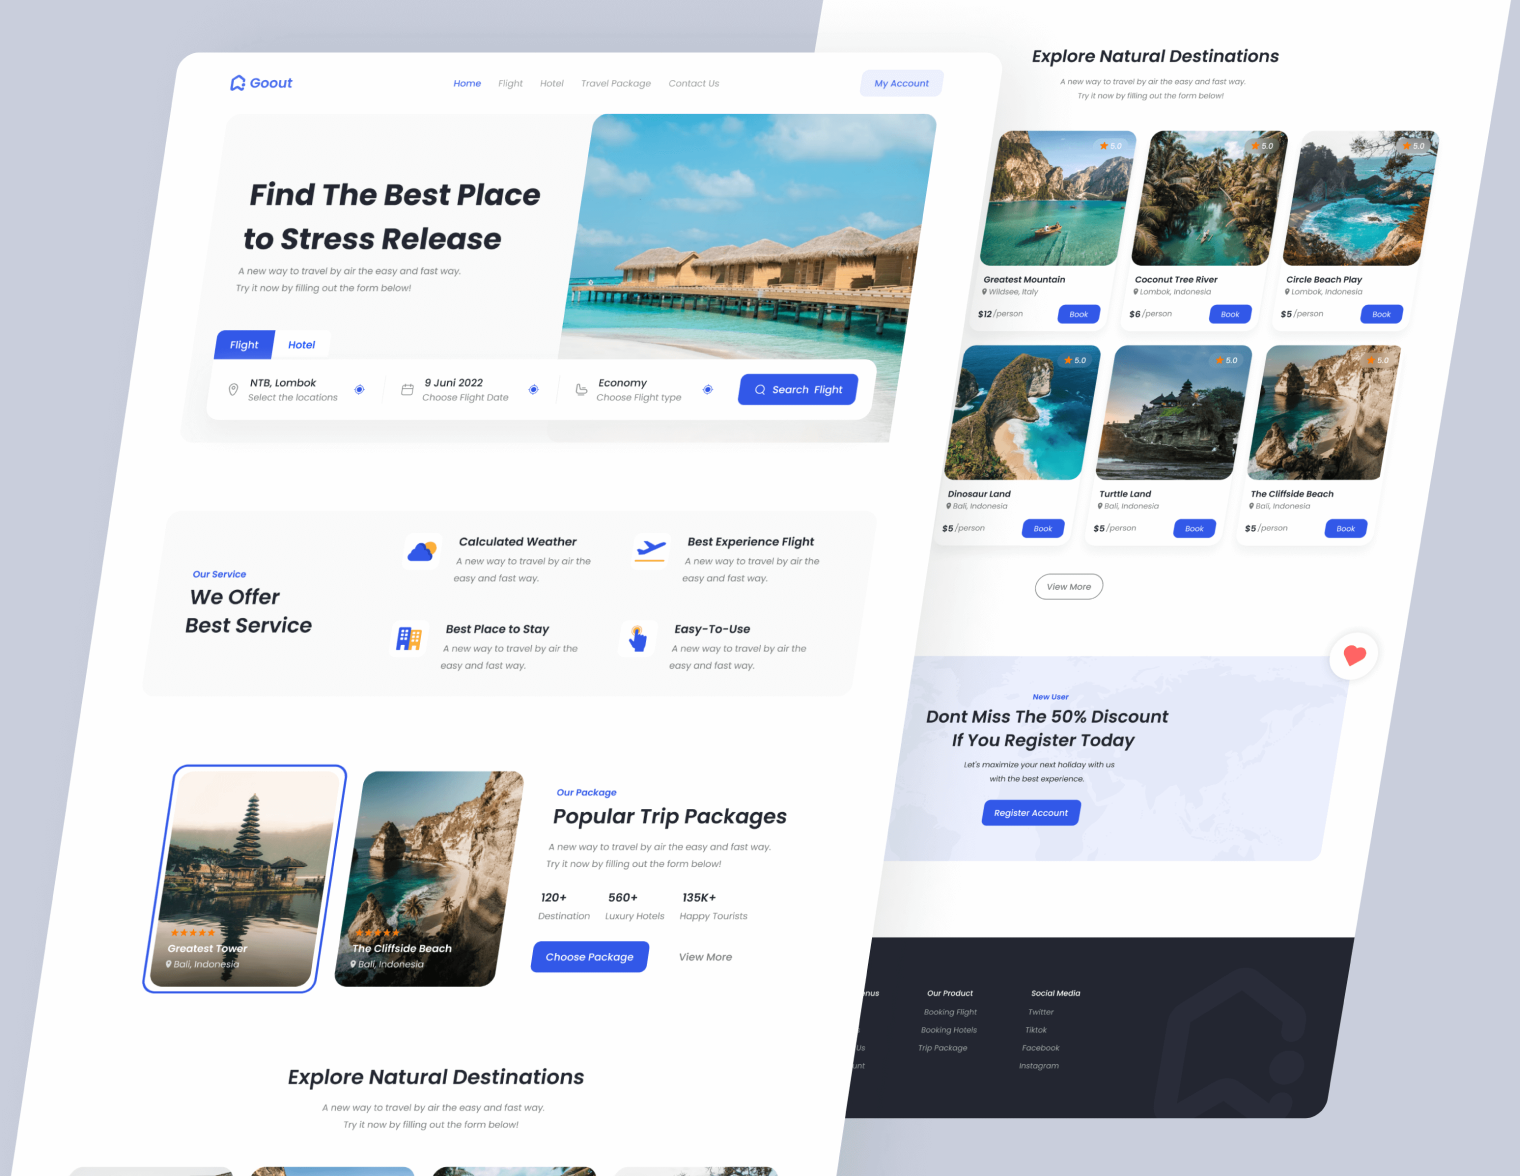 Goout
Home
Flight
Hotel
Travel Package
Contact Us
My Account
Find The Best Place
to Stress Release
A new way to travel by air the easy and fast way.
Try it now by filling out the form below!
Flight
Hotel
NTB, Lombok
Select the locations
9 Juni 2022
Choose Flight Date
Economy
Choose Flight type
Search Flight
Our Service
We Offer
Best Service
Calculated Weather
A new way to travel by air the
easy and fast way.
Best Experience Flight
A new way to travel by air the
easy and fast way.
Best Place to Stay
A new way to travel by air the
easy and fast way.
Easy-To-Use
A new way to travel by air the
easy and fast way.
Greatest Tower
Bali, Indonesia
The Cliffside Beach
Bali, Indonesia
Our Package
Popular Trip Packages
A new way to travel by air the easy and fast way.
Try it now by filling out the form below!
120+
Destination
560+
Luxury Hotels
135K+
Happy Tourists
Choose Package
View More
Explore Natural Destinations
A new way to travel by air the easy and fast way.
Try it now by filling out the form below!
Explore Natural Destinations
A new way to travel by air the easy and fast way.
Try it now by filling out the form below!
5.0
Greatest Mountain
Wildsee, Italy
$12/person
Book
5.0
Coconut Tree River
Lombok, Indonesia
$6/person
Book
5.0
Circle Beach Play
Lombok, Indonesia
$5/person
Book
5.0
Dinosaur Land
Bali, Indonesia
$5/person
Book
5.0
Turttle Land
Bali, Indonesia
$5/person
Book
5.0
The Cliffside Beach
Bali, Indonesia
$5/person
Book
View More
New User
Dont Miss The 50% Discount
If You Register Today
Let's maximize your next holiday with us
with the best experience.
Register Account
Us
Our Product
Booking Flight
Booking Hotels
Trip Package
Social Media
Twitter
Tiktok
Facebook
Instagram